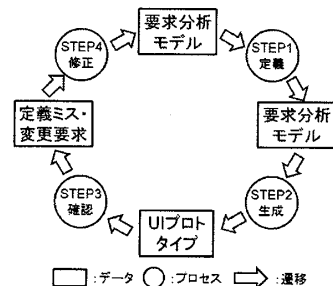 要求分析
モデル
STEP1
定義
要求分析
モデル
STEP2
生成
UIプロト
タイプ
STEP3
確認
定義ミス・
変更要求
STEP4
修正
:データ
:プロセス
:遷移